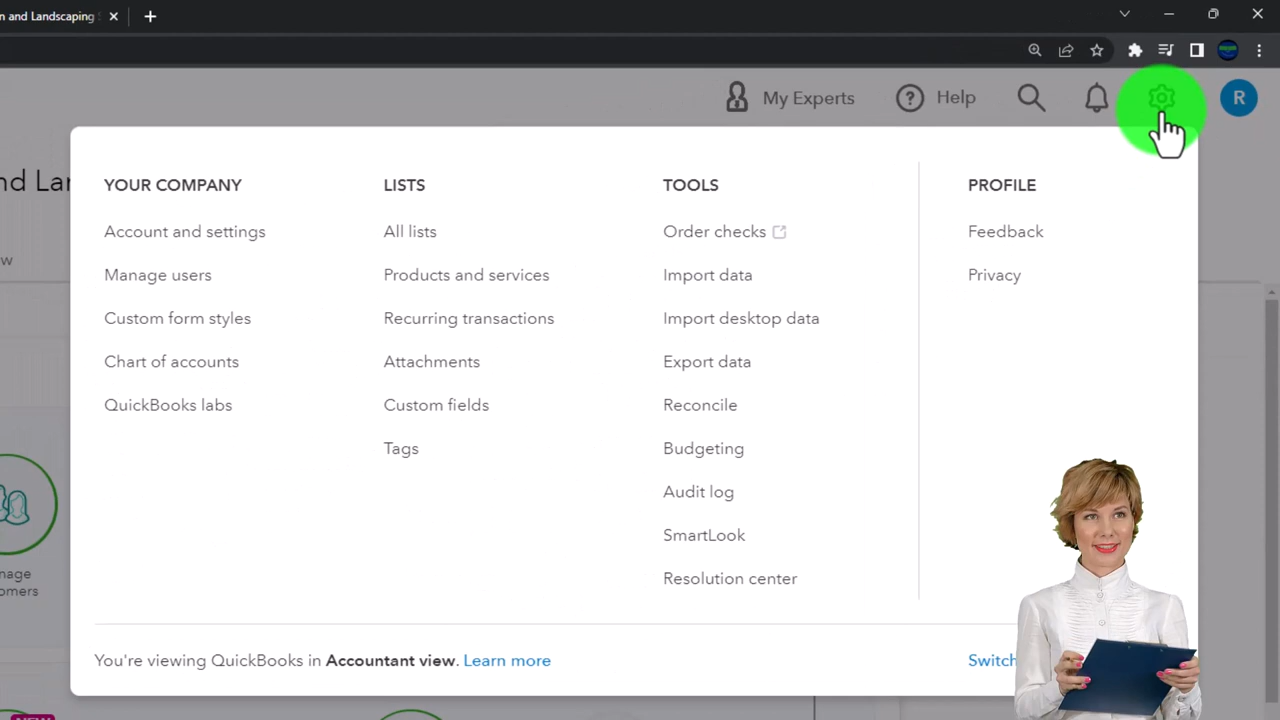 n and Landscaping
My Experts
Help
R
nd Lar
YOUR COMPANY
Account and settings
Manage users
Custom form styles
Chart of accounts
QuickBooks labs
LISTS
All lists
Products and services
Recurring transactions
Attachments
Custom fields
Tags
TOOLS
Order checks
Import data
Import desktop data
Export data
Reconcile
Budgeting
Audit log
SmartLook
Resolution center
PROFILE
Feedback
Privacy
w
nage
omers
You're viewing QuickBooks in Accountant view. Learn more
Switch
NEW